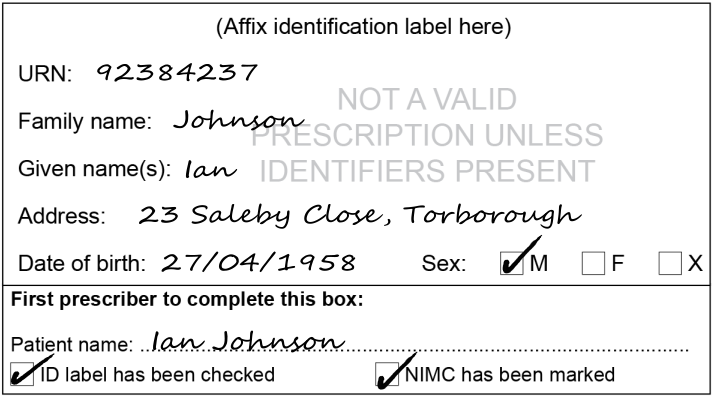 (Affix identification label here)
URN: 92384237
NOT A VALID
Family name: Johnson
PRESCRIPTION UNLESS
Given name(s): Ian
IDENTIFIERS PRESENT
Address: 23 Saleby Close, Torborough
Date of birth: 27/04/1958 Sex: M F X
First prescriber to complete this box:
Patient name: Ian Johnson
ID label has been checked NIMC has been marked